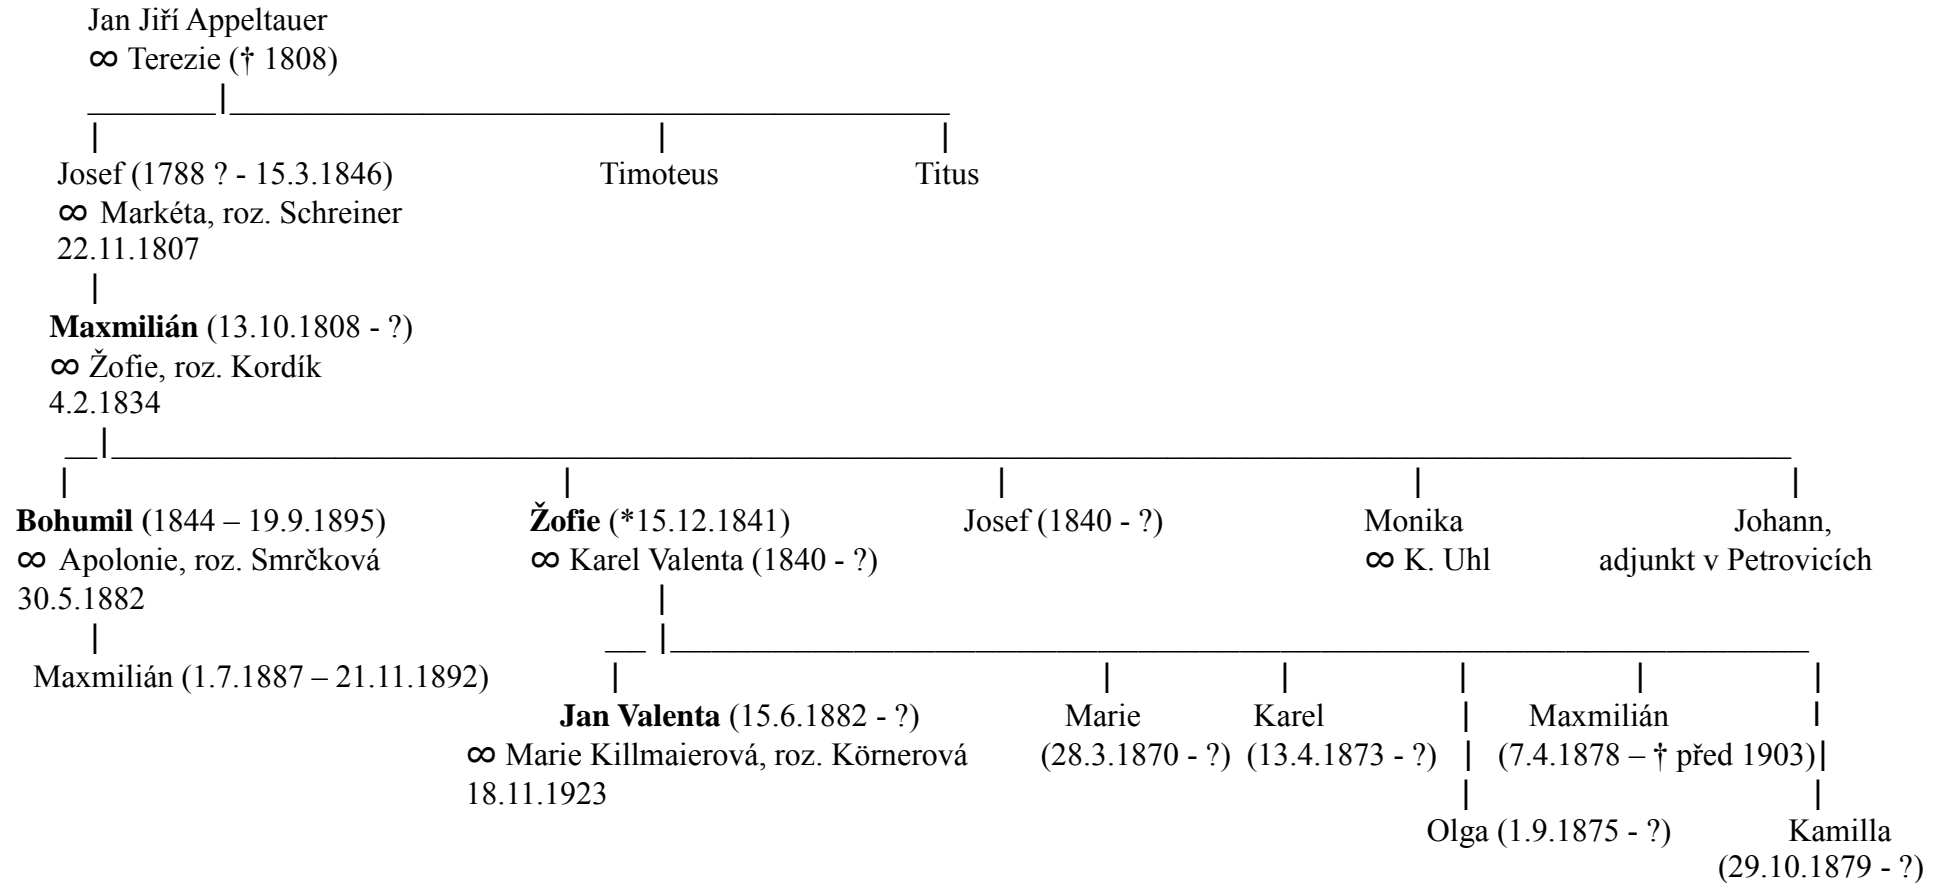 Jan Jiří Appeltauer
∞ Terezie († 1808)
Josef (1788 ? - 15.3.1846) Timoteus Titus
∞ Markéta, roz. Schreiner
22.11.1807
Maxmilián (13.10.1808 - ?)
∞ Žofie, roz. Kordík
4.2.1834
Bohumil (1844 – 19.9.1895) Žofie (*15.12.1841) Josef (1840 - ?) Monika Johann,
∞ Apolonie, roz. Smrčková ∞ Karel Valenta (1840 - ?) ∞ K. Uhl adjunkt v Petrovicích
30.5.1882
Maxmilián (1.7.1887 – 21.11.1892)
Jan Valenta (15.6.1882 - ?) Marie Karel Maxmilián
∞ Marie Killmaierová, roz. Körnerová (28.3.1870 - ?) (13.4.1873 - ?) (7.4.1878 – † před 1903)
18.11.1923
Olga (1.9.1875 - ?) Kamilla
(29.10.1879 - ?)